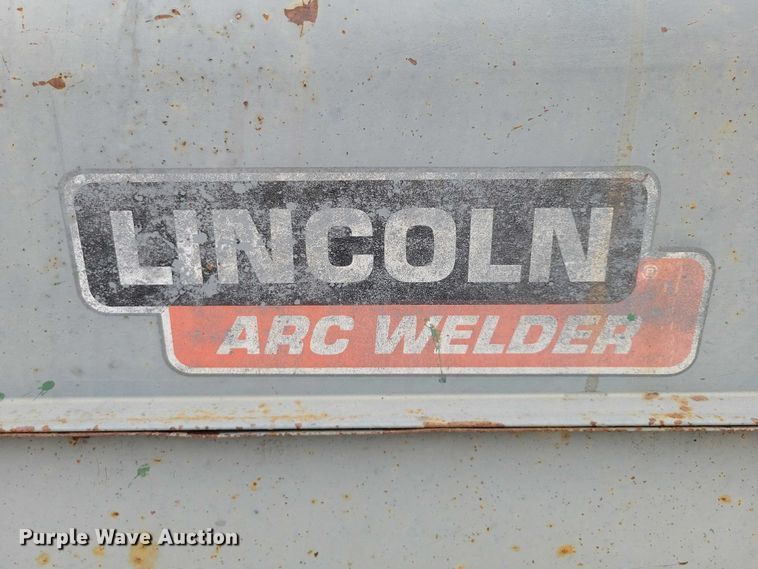 LINCOLN
®
ARC WELDER
Purple Wave Auction